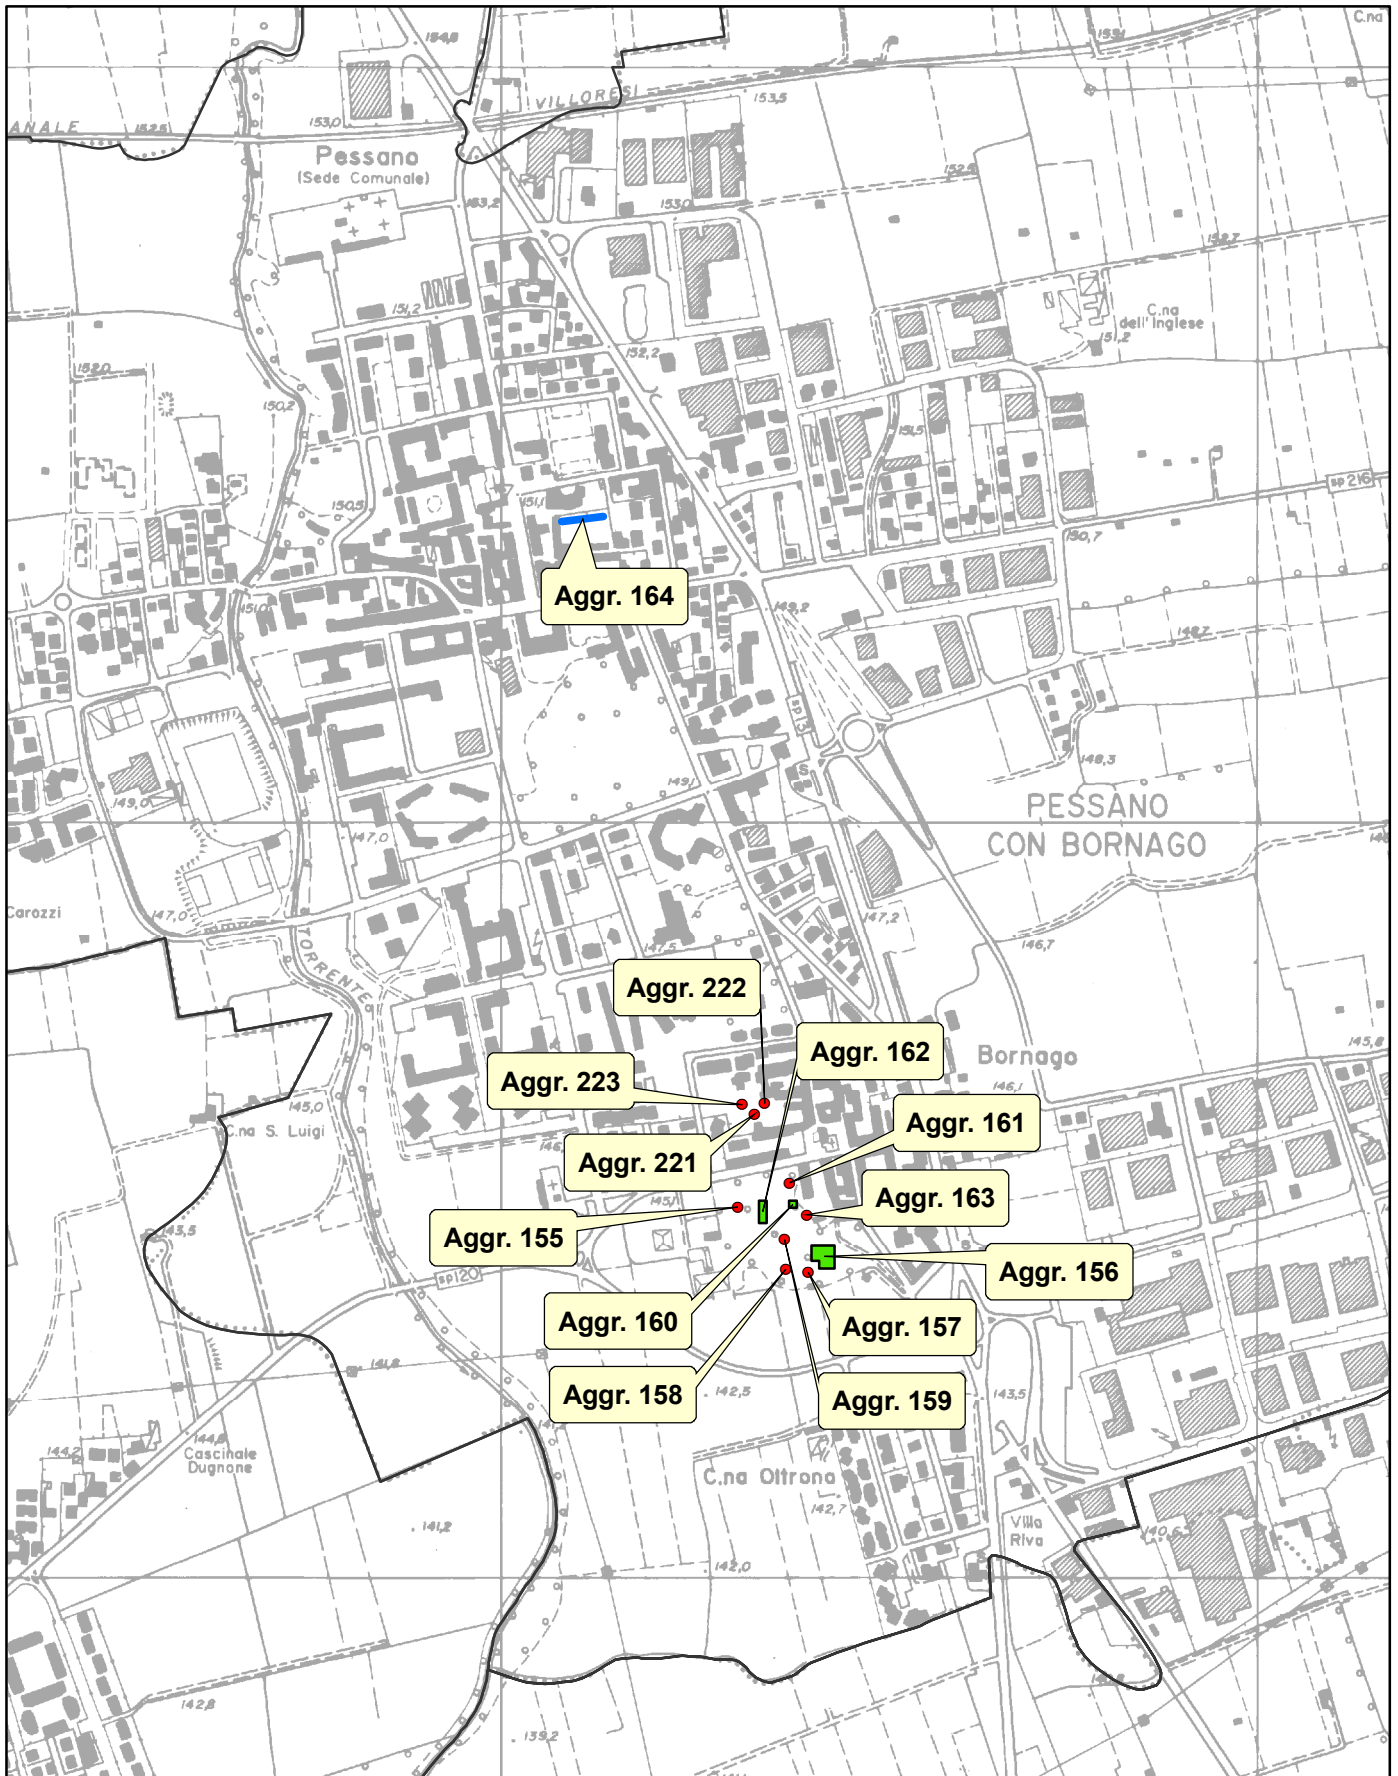 C.na
154,8
153,1
VILLORESI
153,5
ANALE
152,5
153,0
Pessano
(Sede Comunale)
152,5
153,2
153,0
152,7
151,2
C.na
dell'Inglese
151,2
152,2
152,0
150,2
151,5
151,1
150,5
sp 216
150,7
Aggr. 164
151,0
149,2
148,7
sp 13
148,3
S.
149,1
149,0
PESSANO
CON BORNAGO
147,0
Carozzi
147,0
147,2
146,7
147,5
TORRENTE
Aggr. 222
Aggr. 162
Bornago
145,8
146,1
Aggr. 223
145,0
C.na S. Luigi
Aggr. 161
146,
Aggr. 221
145,1
Aggr. 163
143,5
Aggr. 155
sp120
Aggr. 156
Aggr. 160
Aggr. 157
141,8
142,5
Aggr. 158
Aggr. 159
143,5
144,2
144,8
Cascinale
Dugnone
C.na Oltrona
142,7
141,2
Villa
Riva
140,6
142,0
142,8
139,2